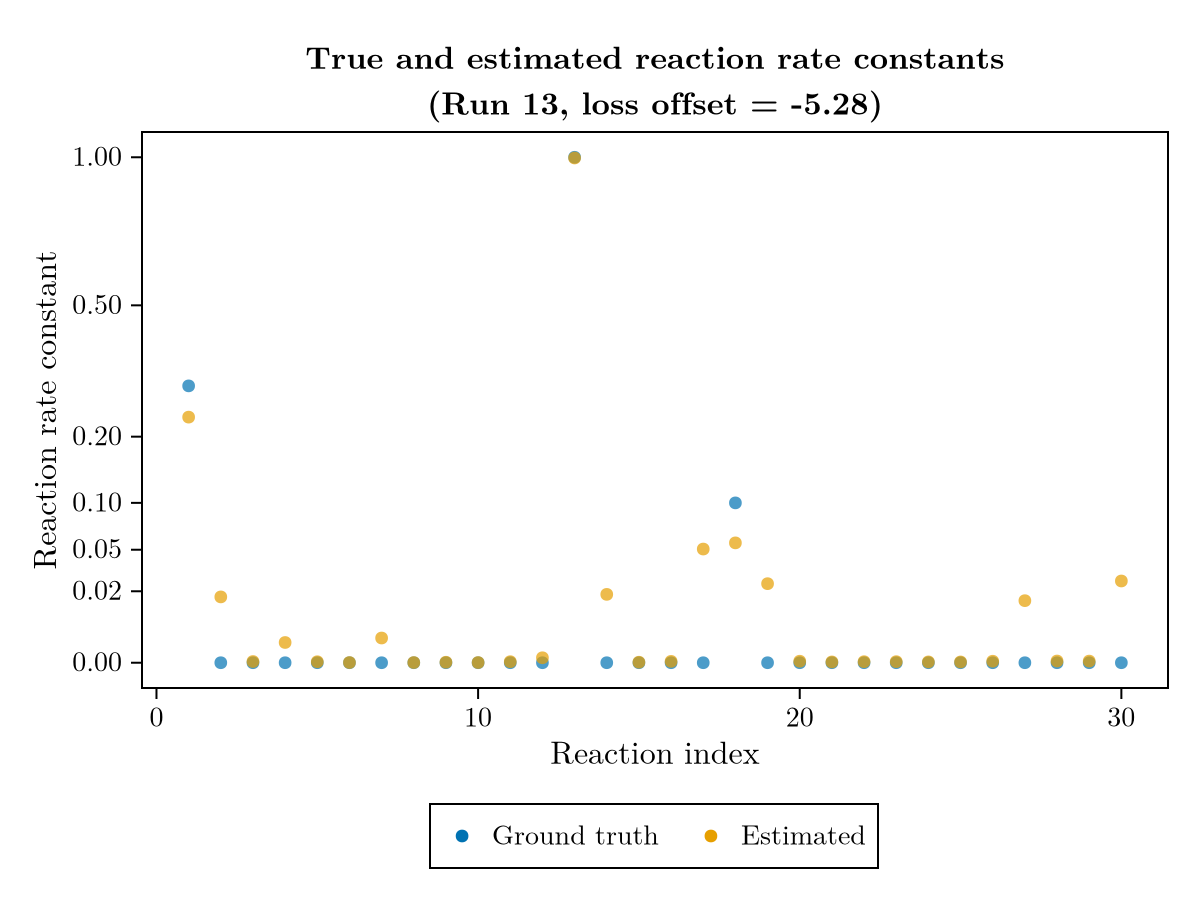 True and estimated reaction rate constants
(Run 13, loss offset = -5.28)
Reaction rate constant
1.00
0.50
0.20
0.10
0.05
0.02
0.00
0 10 20 30
Reaction index
Ground truth Estimated